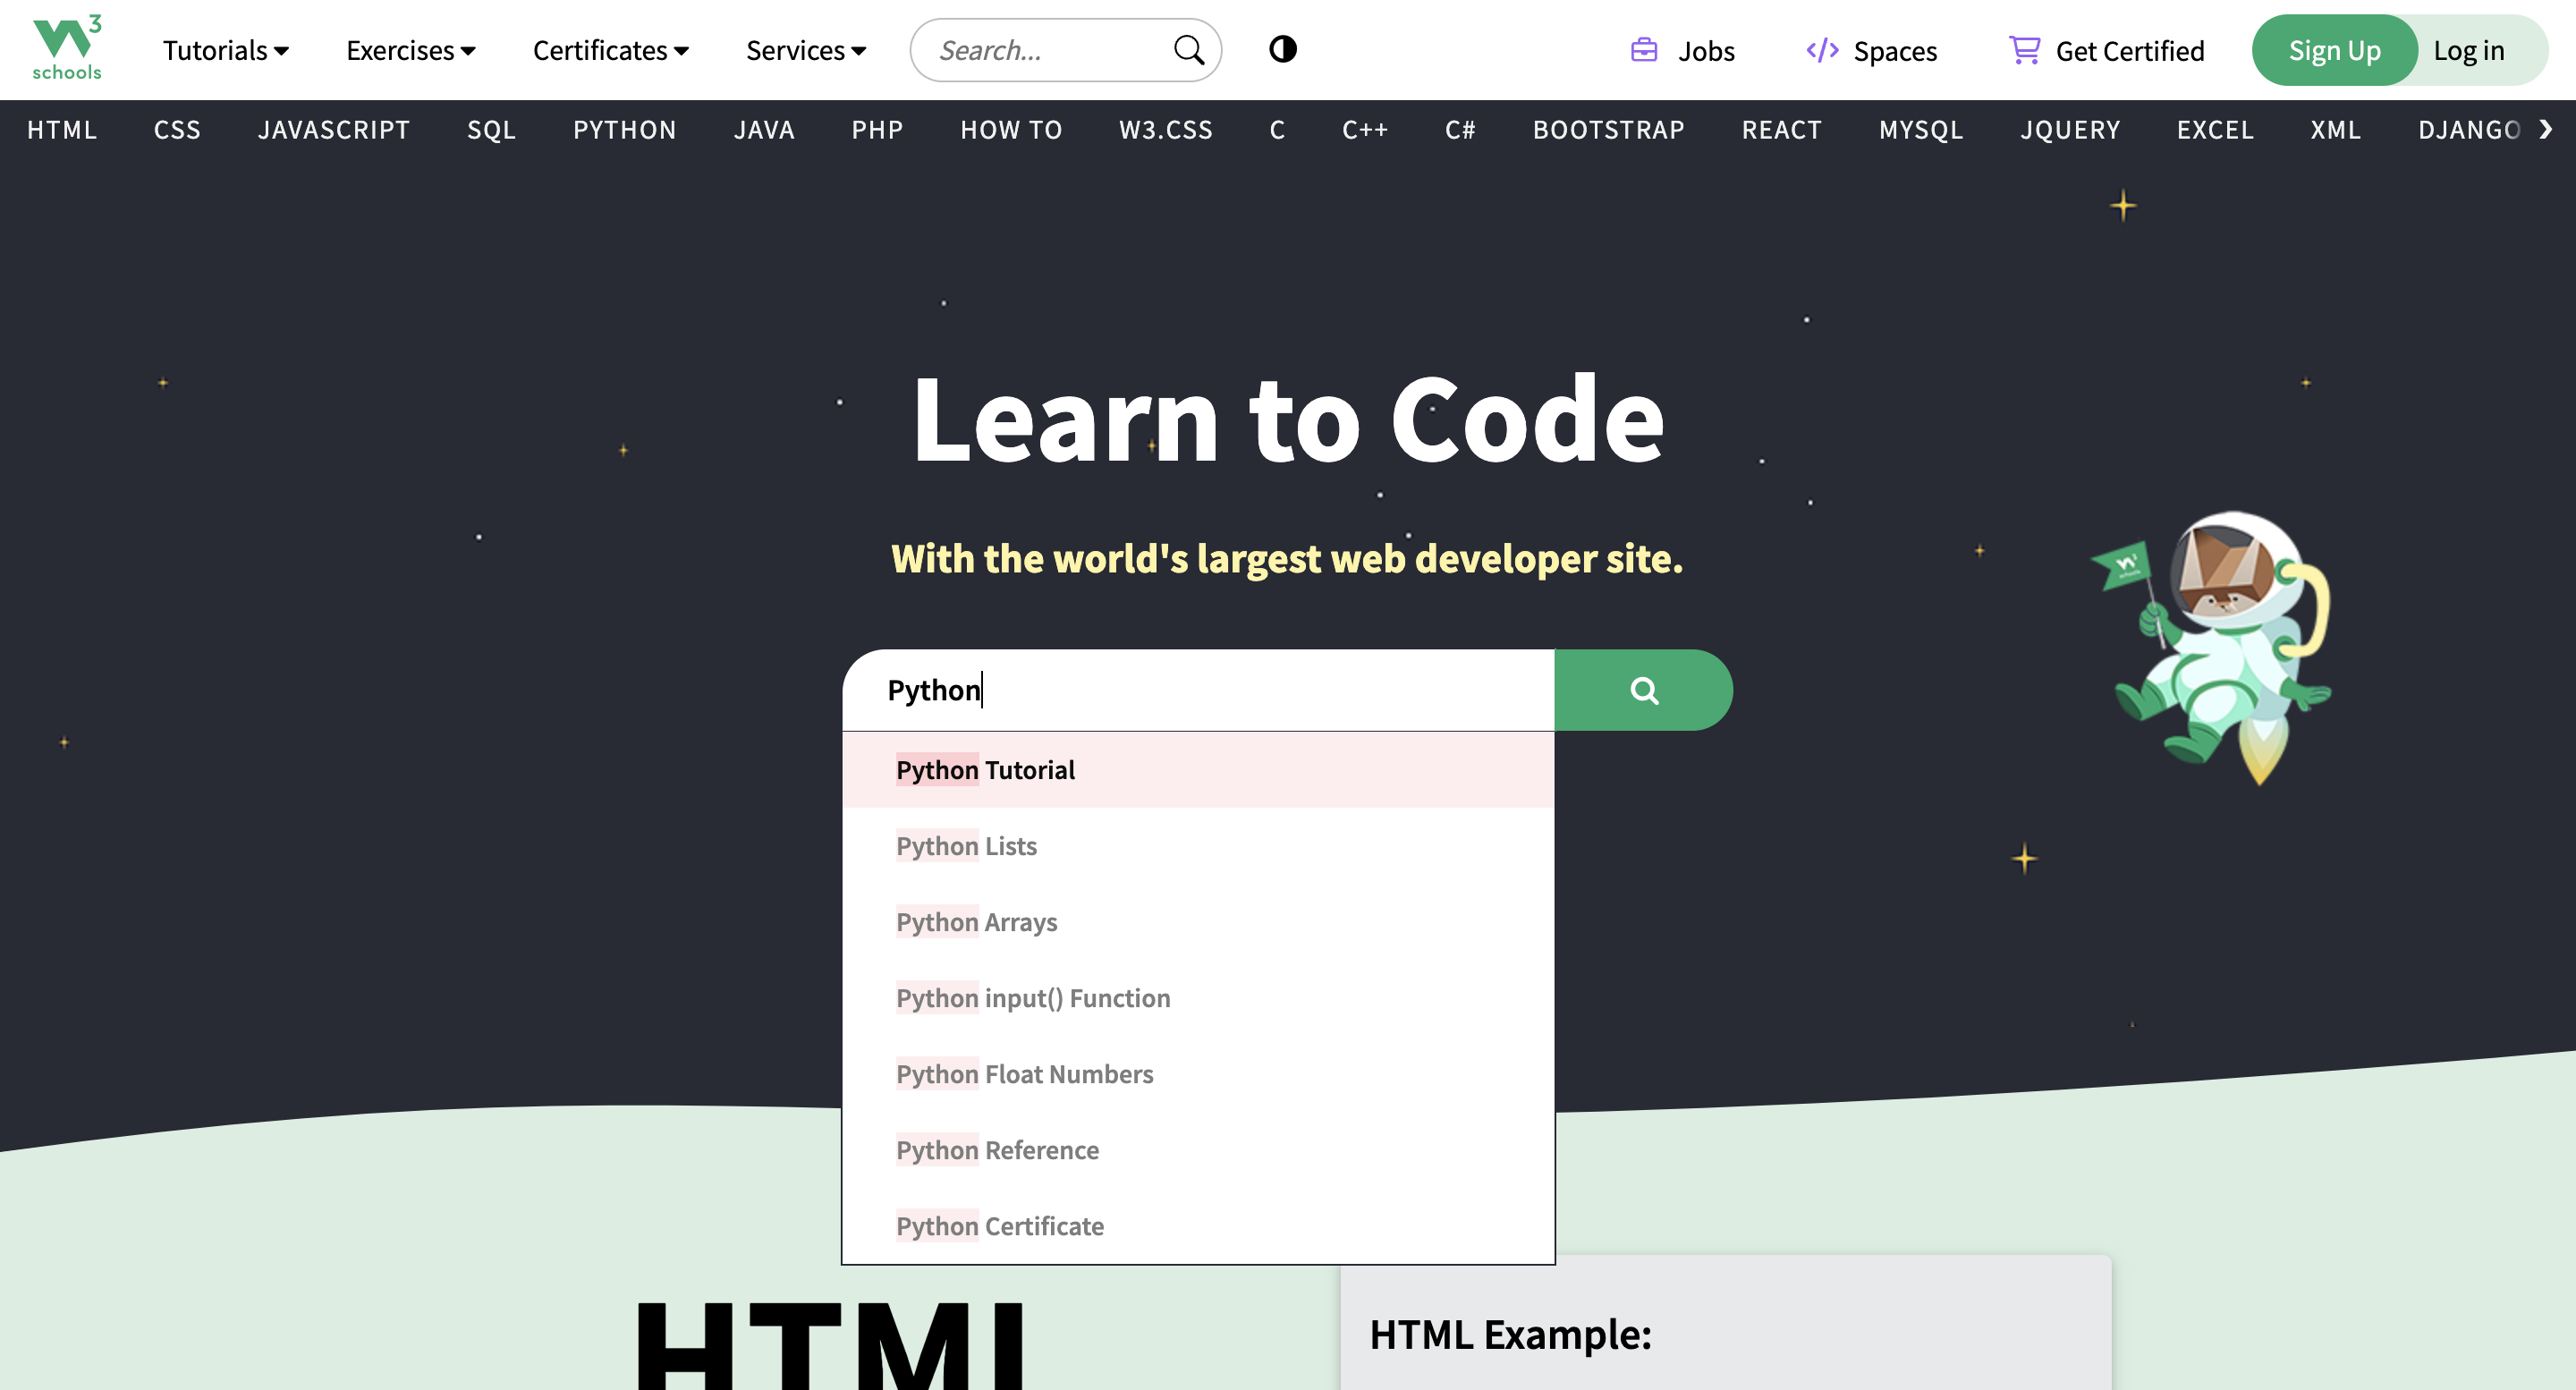 W3 schools
Tutorials Exercises Certificates Services Search... Jobs Spaces Get Certified Sign Up Log in
HTML CSS JAVASCRIPT SQL PYTHON JAVA PHP HOW TO W3.CSS C C++ C# BOOTSTRAP REACT MYSQL JQUERY EXCEL XML DJANGO
Learn to Code
With the world's largest web developer site.
Python
Python Tutorial
Python Lists
Python Arrays
Python input() Function
Python Float Numbers
Python Reference
Python Certificate
HTML
HTML Example: